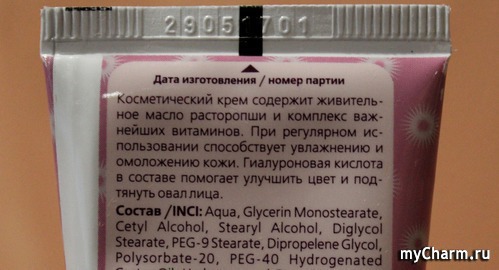 29051701
Дата изготовления / номер партии
Косметический крем содержит живитель-
ное масло расторопши и комплекс важ-
нейших витаминов. При регулярном ис-
пользовании способствует увлажнению и
омоложению кожи. Гиалуроновая кислота
в составе помогает улучшить цвет и под-
тянуть овал лица.
Состав /INCI: Aqua, Glycerin Monostearate,
Cetyl Alcohol, Stearyl Alcohol, Diglycol
Stearate, PEG-9 Stearate, Dipropelene Glycol,
Polysorbate-20, PEG-40 Hydrogenated
myCharm.ru